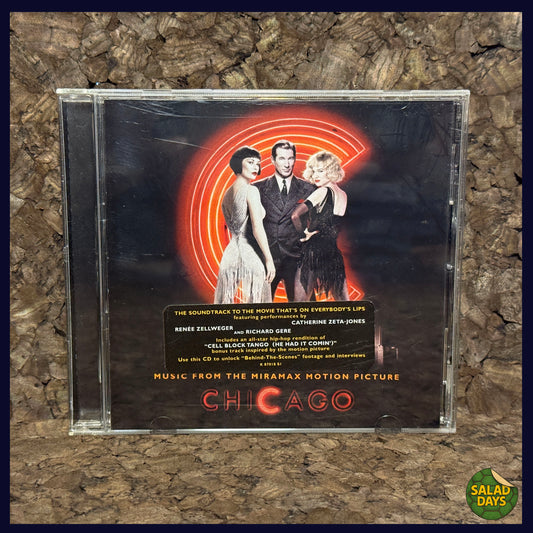 THE SOUNDTRACK TO THE MOVIE THAT'S ON EVERYBODY'S LIPS
featuring performances by
CATHERINE ZETA-JONES
RENÉE ZELLWEGER AND RICHARD GERE
Includes an all-star hip-hop rendition of
"CELL BLOCK TANGO (HE HAD IT COMIN')"
bonus track inspired by the motion picture
Use this CD to unlock "Behind-The-Scenes" footage and interviews
MUSIC FROM THE MIRAMAX MOTION PICTURE
CHICAGO
SALAD
DAYS